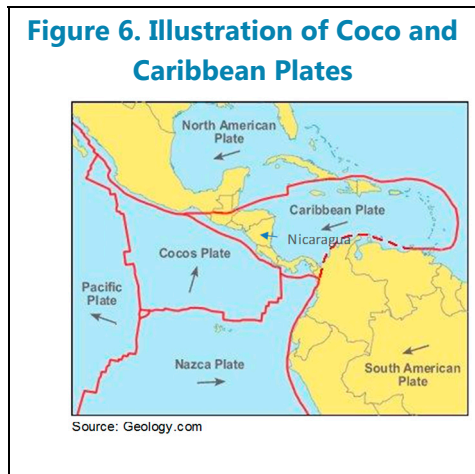 Figure 6. Illustration of Coco and
Caribbean Plates
North American
Plate
Caribbean Plate
Nicaragua
Cocos Plate
Pacific
Plate
Nazca Plate
South American
Plate
Source: Geology.com